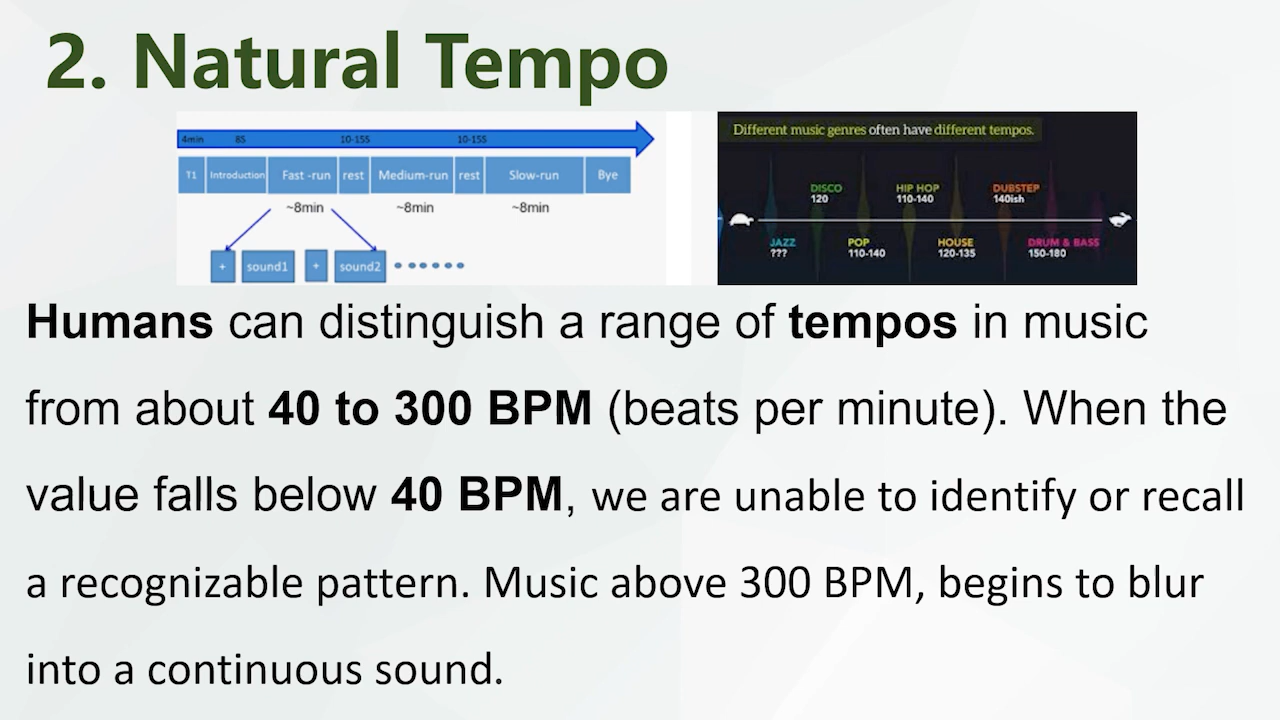 2. Natural Tempo
4min 8S 10-15S 10-15S
T1 Introduction Fast -run rest Medium-run rest Slow-run Bye
~8min ~8min ~8min
+ sound1 + sound2
Different music genres often have different tempos.
DISCO HIP HOP DUBSTEP
120 110-140 140ish
JAZZ POP HOUSE DRUM & BASS
??? 110-140 120-135 150-180
Humans can distinguish a range of tempos in music
from about 40 to 300 BPM (beats per minute). When the
value falls below 40 BPM, we are unable to identify or recall
a recognizable pattern. Music above 300 BPM, begins to blur
into a continuous sound.